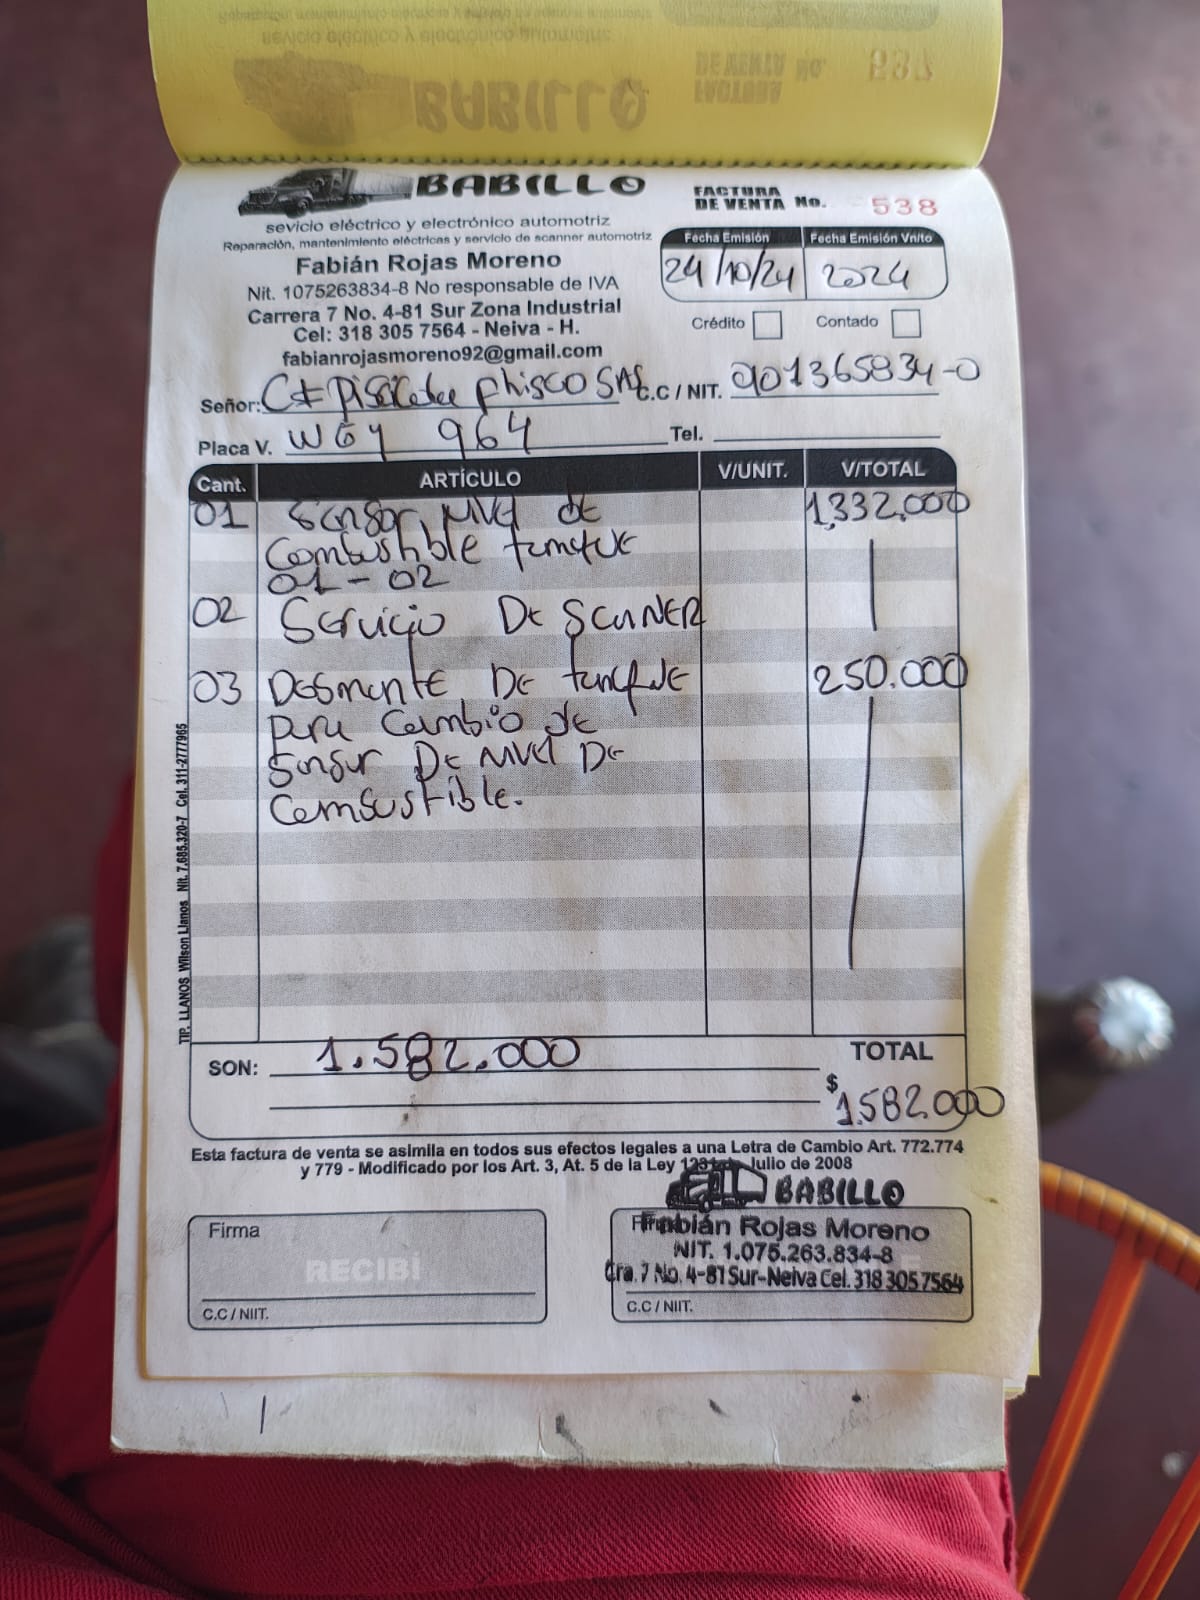 BABILLO
sevicio eléctrico y electrónico automotriz
Reparación, mantenimiento eléctricas y servicio de scanner automotriz
Fabián Rojas Moreno
Nit. 1075263834-8 No responsable de IVA
Carrera 7 No. 4-81 Sur Zona Industrial
Cel: 318 305 7564 - Neiva - H.
fabianrojasmoreno92@gmail.com
FACTURA
DE VENTA No. 538
Fecha Emisión Fecha Emisión Vn/to
24/10/24 2024
Crédito Contado
Señor: SAS C.C / NIT. 901365834-0
Placa V. WGY 964 Tel.
Cant. ARTÍCULO V/UNIT. V/TOTAL
01 Sensor Nivel de 1,332,000
Combustible tanque
01-02
02 Servicio De SCANER
03 Desmonte De tanque 250.000
para Cambio de
Sensor De Nivel De
Combustible.
SON: 1.582.000 TOTAL
$ 1.582.000
Esta factura de venta se asimila en todos sus efectos legales a una Letra de Cambio Art. 772.774
y 779 - Modificado por los Art. 3, At. 5 de la Ley Julio de 2008
BABILLO
Firma
RECIBÍ
C.C / NIIT.
Fabián Rojas Moreno
NIT. 1.075.263.834-8
Cra. 7 No. 4-81 Sur-Neiva Cel. 318 305 7564
C.C / NIIT.
TIP. LLANOS Wilson Llanos Nit. 7.685.320-7 Cel. 311-2777965